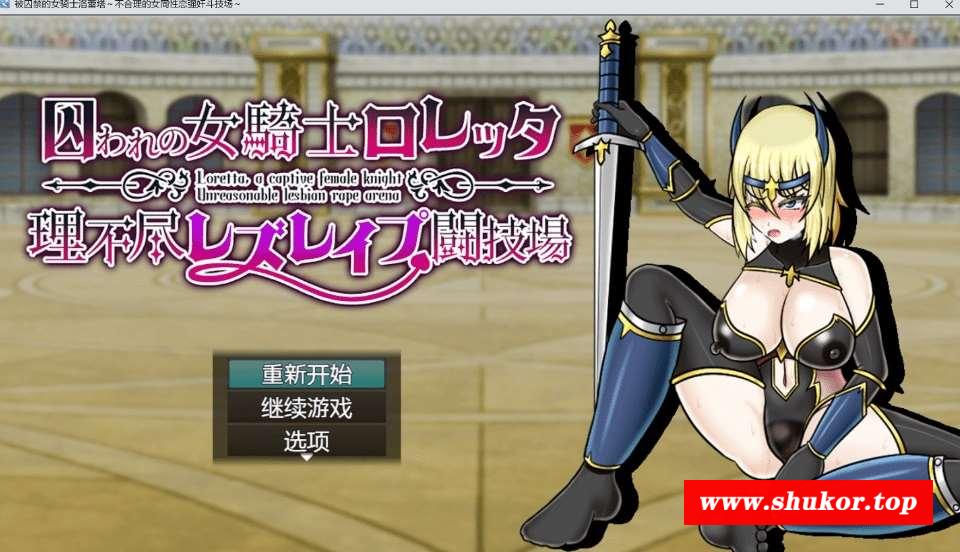 被囚禁的女骑士洛蕾塔～不合理的女同性恋強奸斗技场～
囚われの女騎士ロレッタ
Loretta, a captive female knight
Unreasonable lesbian rape arena
理不尽レズレイプ闘技場
重新开始
继续游戏
选项
www.shukor.top